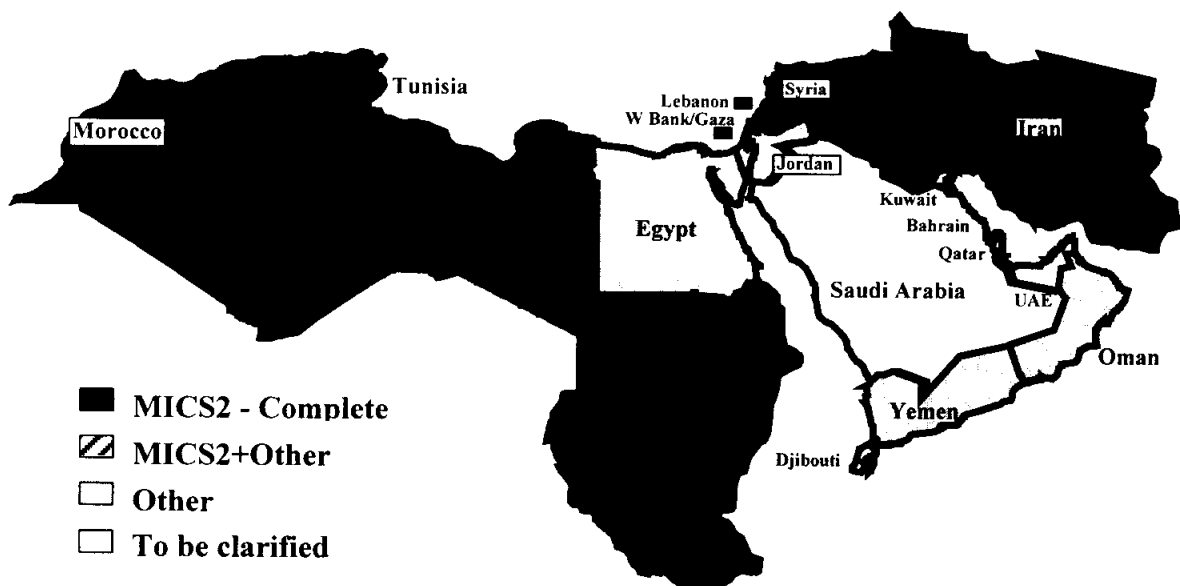 Tunisia
Morocco
Lebanon
W Bank/Gaza
Syria
Iran
Jordan
Kuwait
Bahrain
Qatar
Egypt
Saudi Arabia
UAE
Oman
Yemen
Djibouti
MICS2 - Complete
MICS2+Other
Other
To be clarified